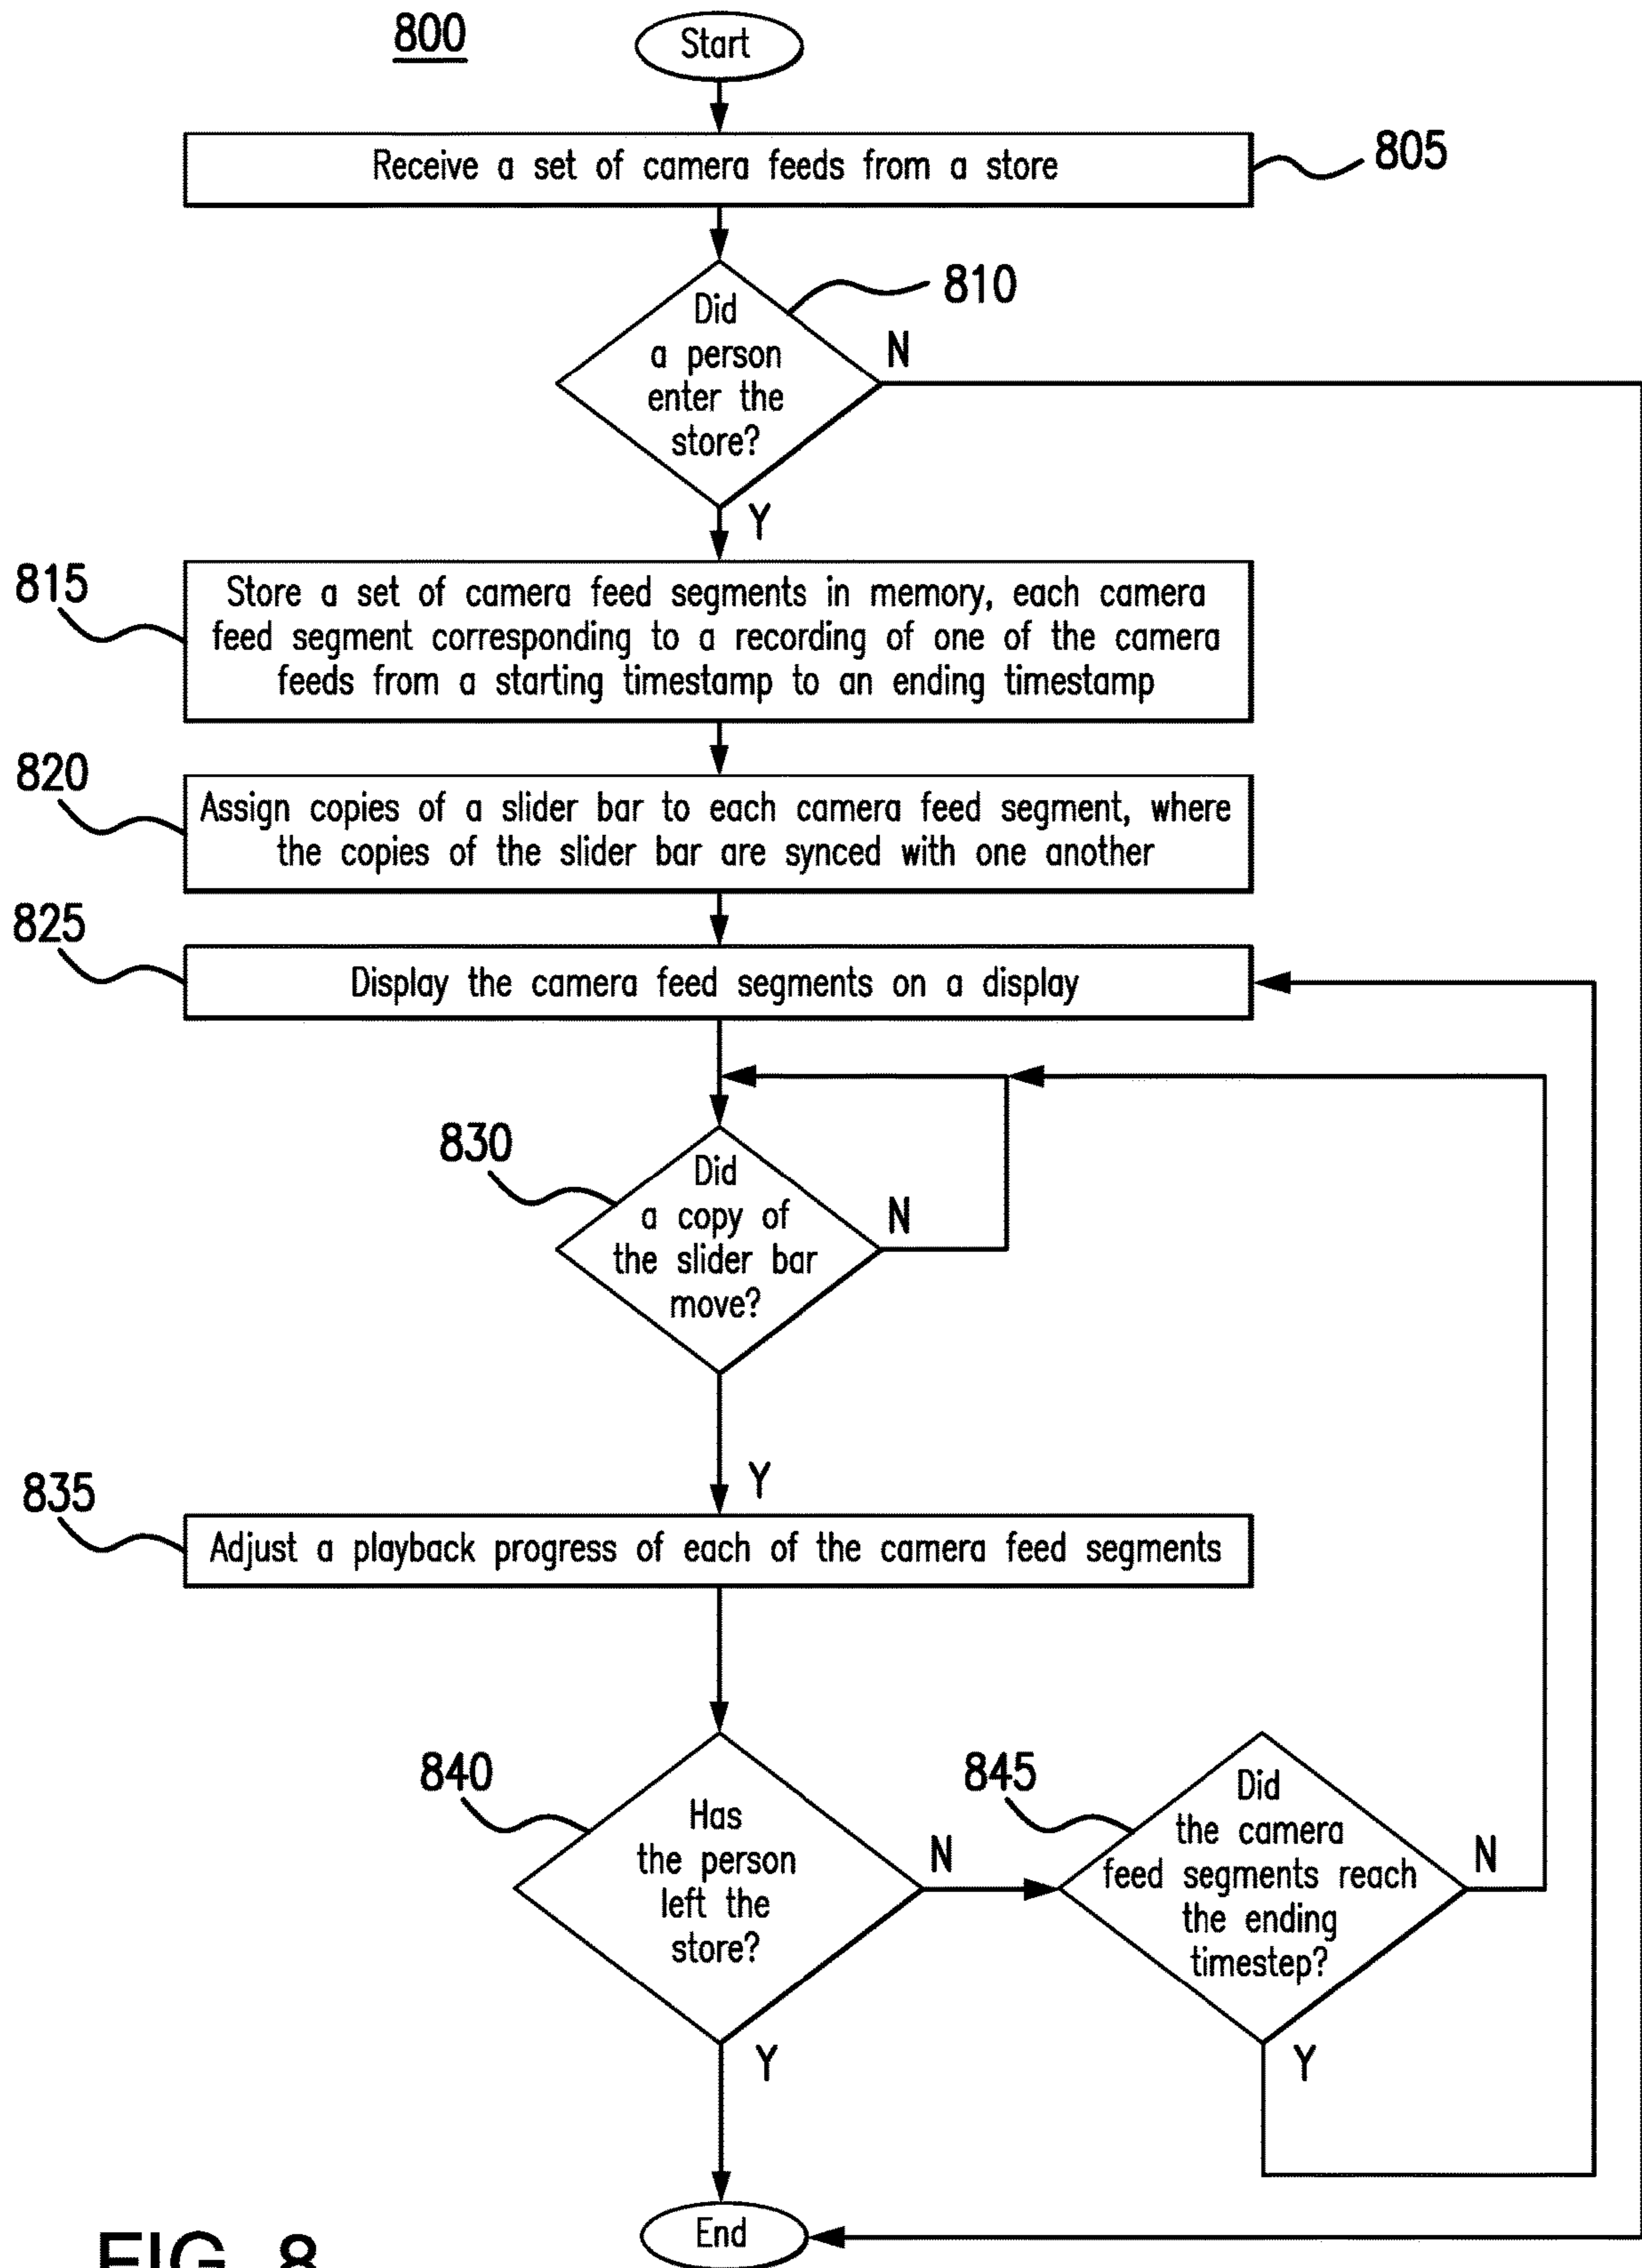 800
Start
Receive a set of camera feeds from a store
805
Did
a person
enter the
store?
810
N
Y
815
Store a set of camera feed segments in memory, each camera
feed segment corresponding to a recording of one of the camera
feeds from a starting timestamp to an ending timestamp
820
Assign copies of a slider bar to each camera feed segment, where
the copies of the slider bar are synced with one another
825
Display the camera feed segments on a display
830
Did
a copy of
the slider bar
move?
N
Y
835
Adjust a playback progress of each of the camera feed segments
840
Has
the person
left the
store?
N
Y
845
Did
the camera
feed segments reach
the ending
timestep?
N
Y
End
FIG. 8